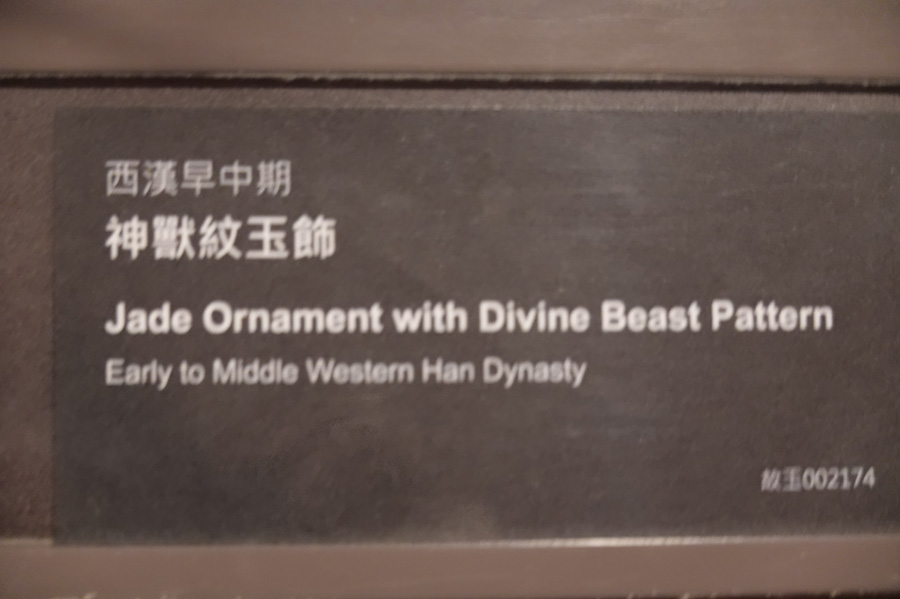 西漢早中期
神獸紋玉飾
Jade Ornament with Divine Beast Pattern
Early to Middle Western Han Dynasty
故玉002174